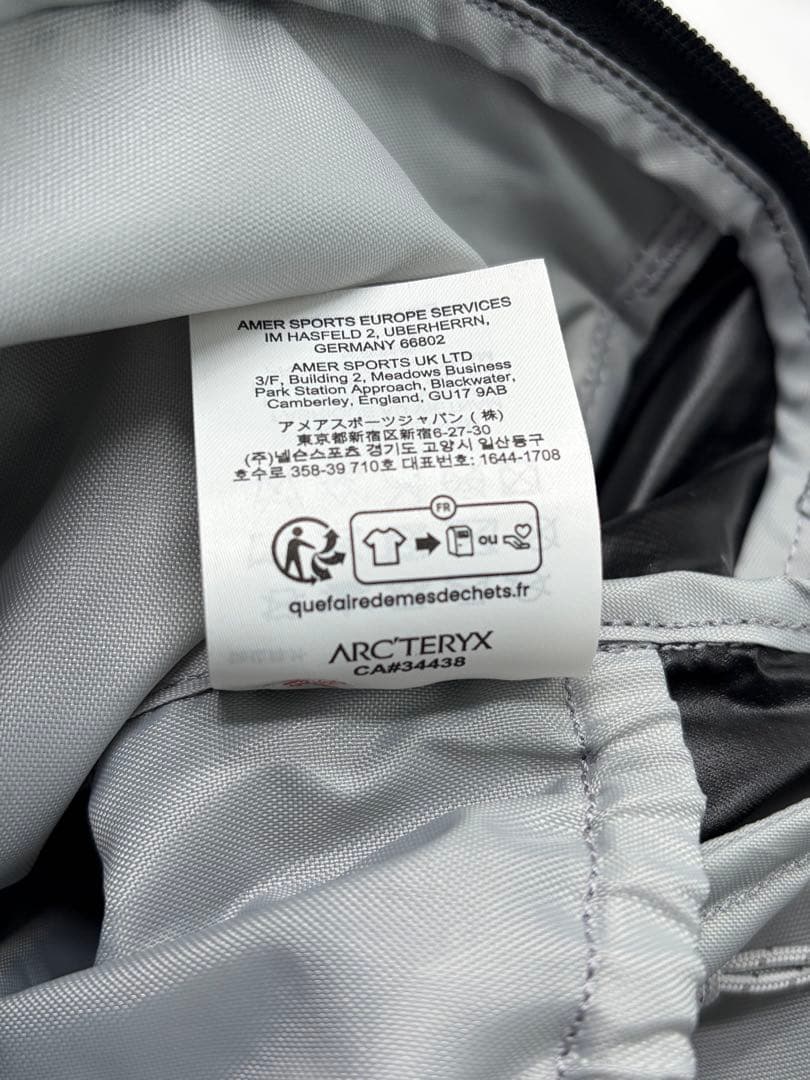 AMER SPORTS EUROPE SERVICES
IM HASFELD 2, UBERHERRN,
GERMANY 66802
AMER SPORTS UK LTD
3/F, Building 2, Meadows Business
Park Station Approach, Blackwater,
Camberley, England, GU17 9AB
アメアスポーツジャパン (株)
東京都新宿区新宿6-27-30
(주)넬슨스포츠 경기도 고양시 일산동구
호수로 358-39 710호 대표번호: 1644-1708
FR
ou
quefairedemesdechets.fr
ARC'TERYX
CA#34438